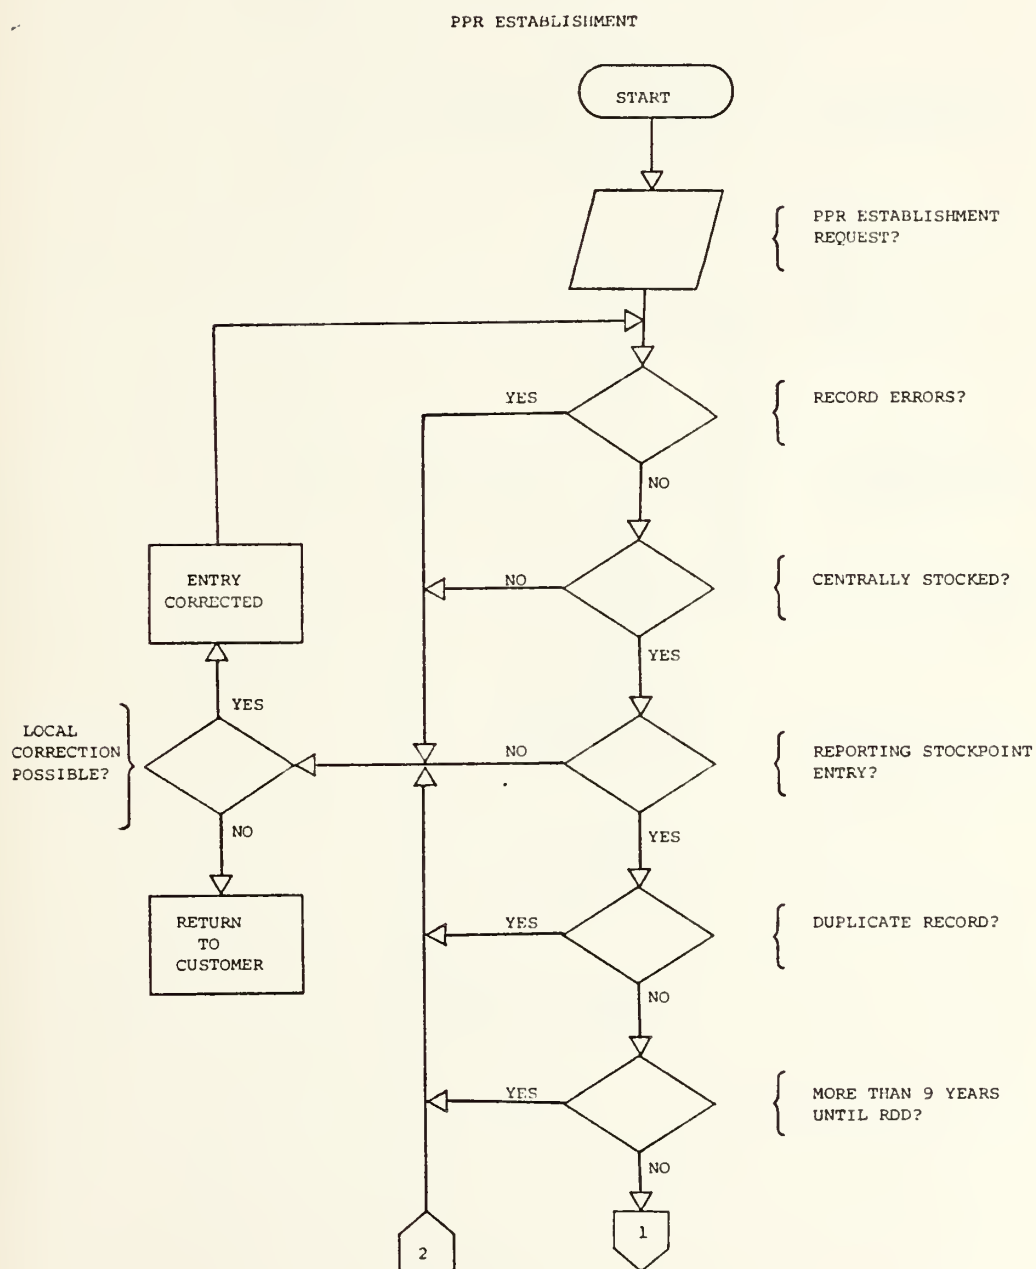 PPR ESTABLISHMENT
START
PPR ESTABLISHMENT
REQUEST?
YES
RECORD ERRORS?
NO
ENTRY
CORRECTED
NO
CENTRALLY STOCKED?
YES
YES
LOCAL
CORRECTION
POSSIBLE?
NO
REPORTING STOCKPOINT
ENTRY?
NO
YES
RETURN
TO
CUSTOMER
YES
DUPLICATE RECORD?
NO
YES
MORE THAN 9 YEARS
UNTIL RDD?
NO
2
1